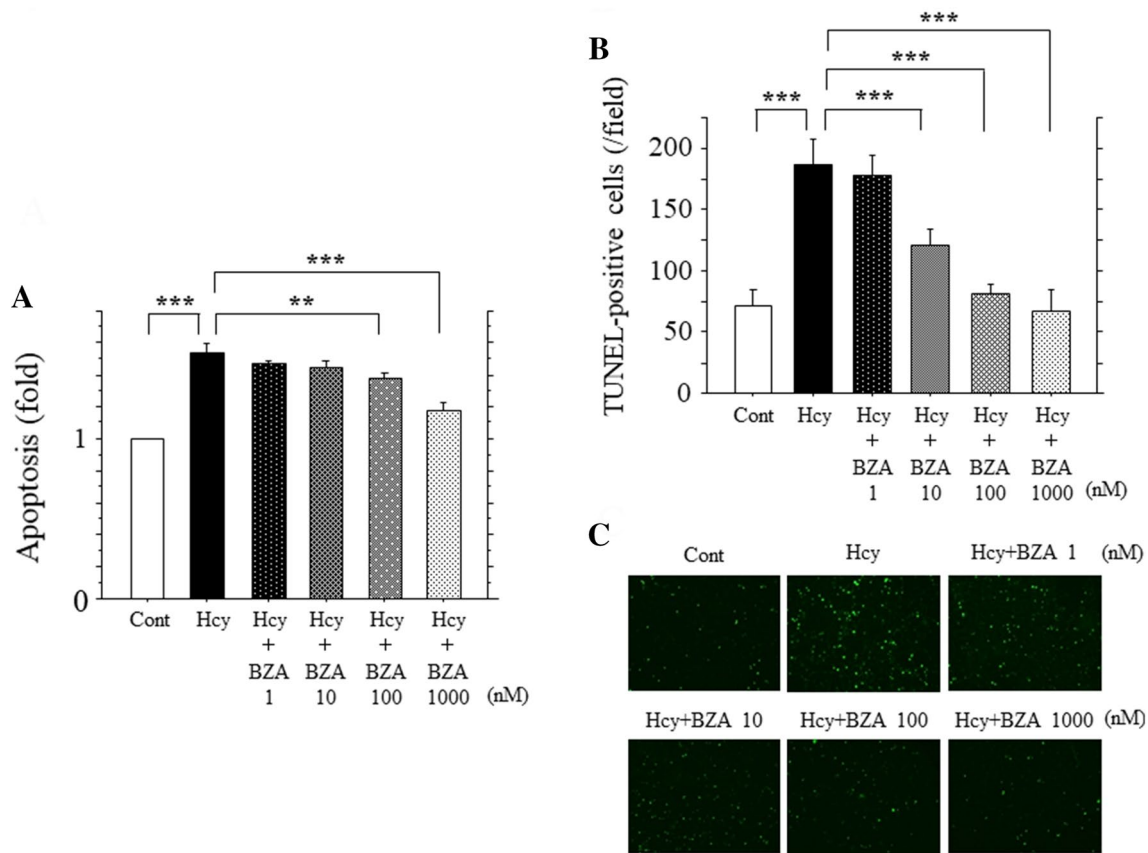 A
***
***
**
Apoptosis (fold)
1
0
Cont Hcy Hcy Hcy Hcy Hcy
+ + + +
BZA BZA BZA BZA
1 10 100 1000 (nM)
B
***
***
*** ***
TUNEL-positive cells (/field)
200
150
100
50
0
Cont Hcy Hcy Hcy Hcy Hcy
+ + + +
BZA BZA BZA BZA
1 10 100 1000 (nM)
C
Cont Hcy Hcy+BZA 1 (nM)
Hcy+BZA 10 Hcy+BZA 100 Hcy+BZA 1000 (nM)